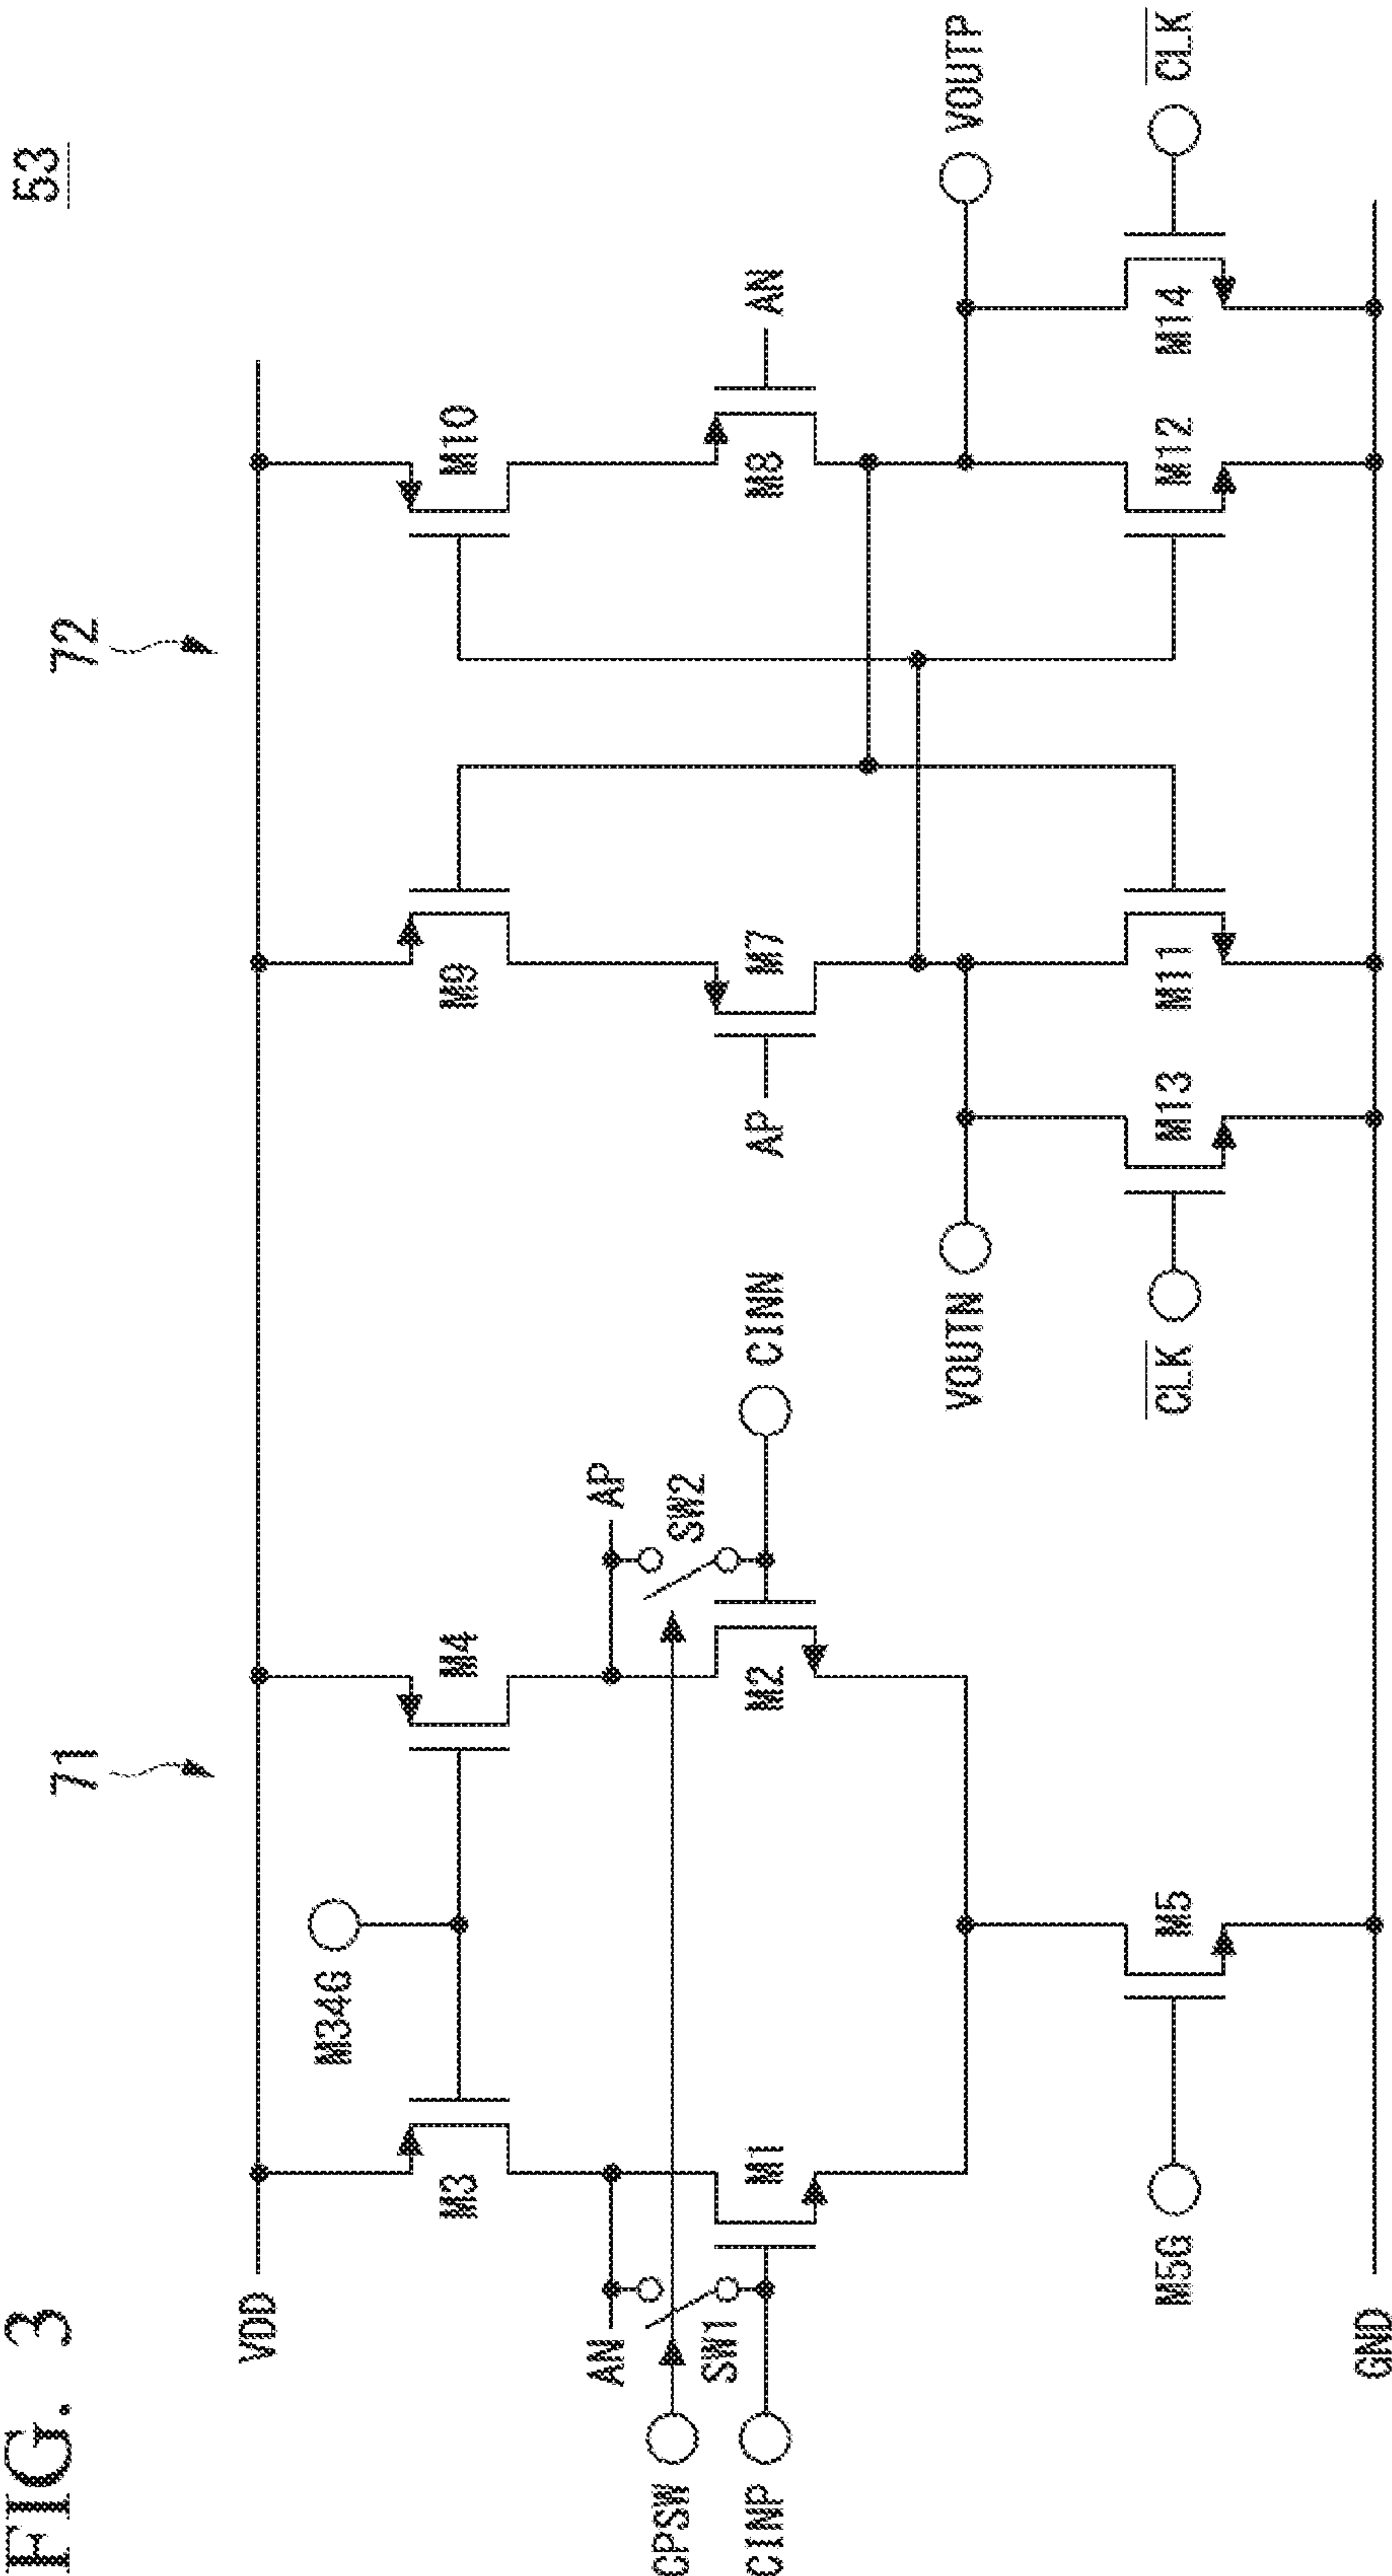 FIG. 3
53
71
72
VDD
M3
M34G
M4
M9
M10
AN
AP
CPSW
SW1
SW2
CINP
M1
M2
CINN
AP
M7
M8
AN
VOUTN
VOUTP
M5G
M5
CLK
M13
M11
M12
M14
CLK
GND